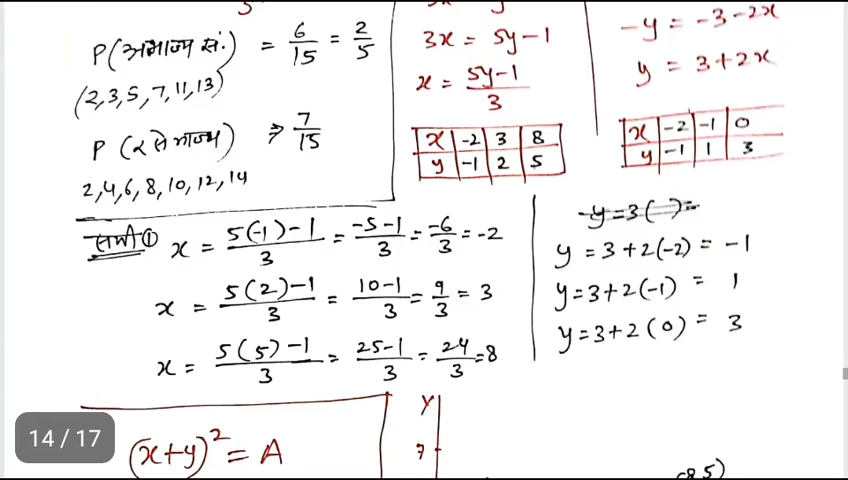 P(अभाज्य सं.) = 6/15 = 2/5
(2,3,5,7,11,13)
P (2 से भाज्य) ⇒ 7/15
2,4,6,8,10,12,14
3x = 5y-1
x = (5y-1)/3
x | -2 | 3 | 8
y | -1 | 2 | 5
-y = -3-2x
y = 3+2x
x | -2 | -1 | 0
y | -1 | 1 | 3
① x = (5(-1)-1)/3 = (-5-1)/3 = -6/3 = -2
x = (5(2)-1)/3 = (10-1)/3 = 9/3 = 3
x = (5(5)-1)/3 = (25-1)/3 = 24/3 = 8
-y=3( )=
y = 3+2(-2) = -1
y = 3+2(-1) = 1
y = 3+2(0) = 3
(x+y)² = A
Y
7
14 / 17